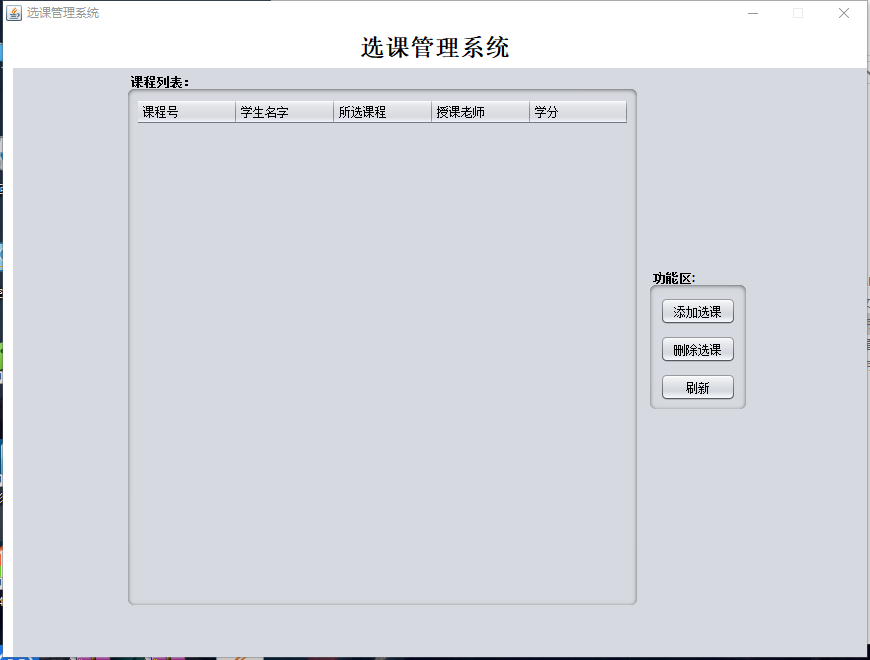 选课管理系统
选课管理系统
课程列表：
课程号 学生名字 所选课程 授课老师 学分
功能区:
添加选课
删除选课
刷新